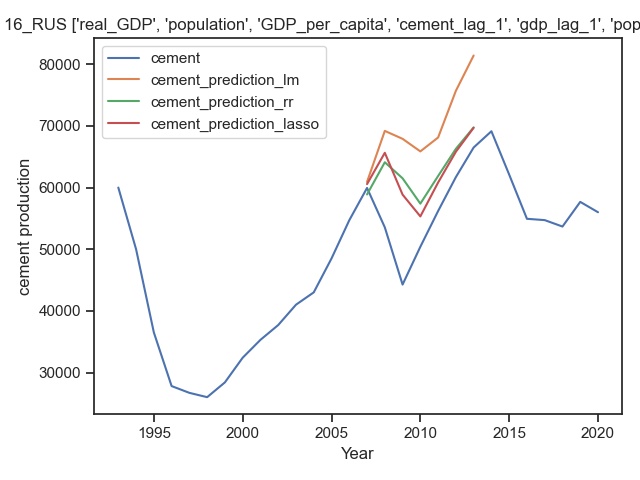 16_RUS ['real_GDP', 'population', 'GDP_per_capita', 'cement_lag_1', 'gdp_lag_1', 'pop
cement
cement_prediction_lm
cement_prediction_rr
cement_prediction_lasso
cement production
80000
70000
60000
50000
40000
30000
1995 2000 2005 2010 2015 2020
Year